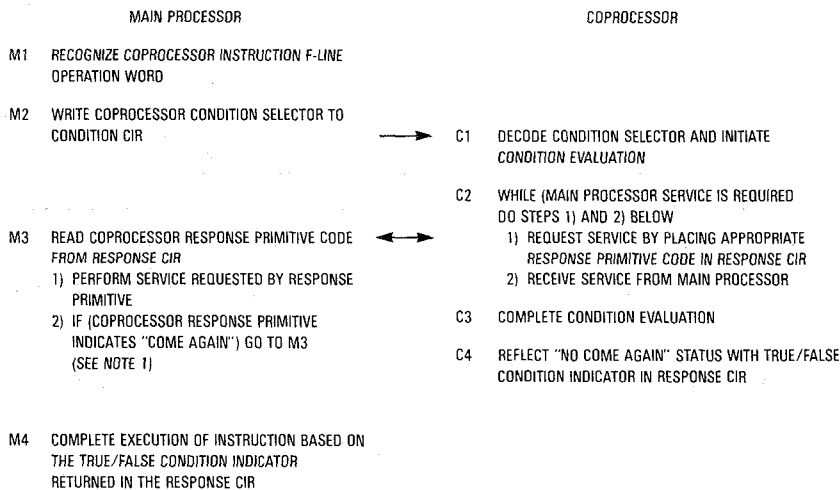 MAIN PROCESSOR
COPROCESSOR
M1 RECOGNIZE COPROCESSOR INSTRUCTION F-LINE
OPERATION WORD
M2 WRITE COPROCESSOR CONDITION SELECTOR TO
CONDITION CIR
C1 DECODE CONDITION SELECTOR AND INITIATE
CONDITION EVALUATION
C2 WHILE (MAIN PROCESSOR SERVICE IS REQUIRED
DO STEPS 1) AND 2) BELOW
1) REQUEST SERVICE BY PLACING APPROPRIATE
RESPONSE PRIMITIVE CODE IN RESPONSE CIR
2) RECEIVE SERVICE FROM MAIN PROCESSOR
M3 READ COPROCESSOR RESPONSE PRIMITIVE CODE
FROM RESPONSE CIR
1) PERFORM SERVICE REQUESTED BY RESPONSE
PRIMITIVE
2) IF (COPROCESSOR RESPONSE PRIMITIVE
INDICATES "COME AGAIN") GO TO M3
(SEE NOTE 1)
C3 COMPLETE CONDITION EVALUATION
C4 REFLECT "NO COME AGAIN" STATUS WITH TRUE/FALSE
CONDITION INDICATOR IN RESPONSE CIR
M4 COMPLETE EXECUTION OF INSTRUCTION BASED ON
THE TRUE/FALSE CONDITION INDICATOR
RETURNED IN THE RESPONSE CIR